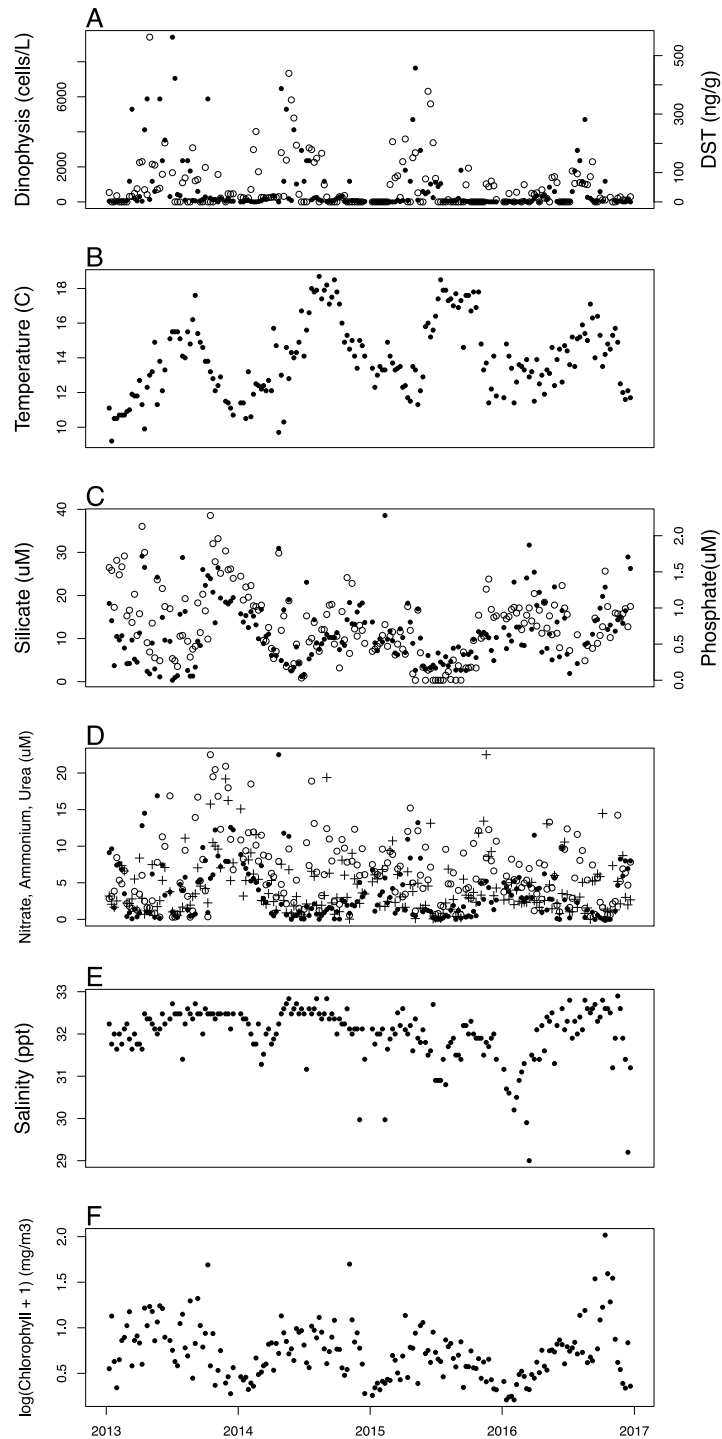 A
Dinophysis (cells/L)
0 2000 6000
DST (ng/g)
0 100 300 500
B
Temperature (C)
10 12 14 16 18
C
Silicate (uM)
0 10 20 30 40
Phosphate(uM)
0.0 0.5 1.0 1.5 2.0
D
Nitrate, Ammonium, Urea (uM)
0 5 10 15 20
E
Salinity (ppt)
29 30 31 32 33
F
log(Chlorophyll + 1) (mg/m3)
0.5 1.0 1.5 2.0
2013 2014 2015 2016 2017